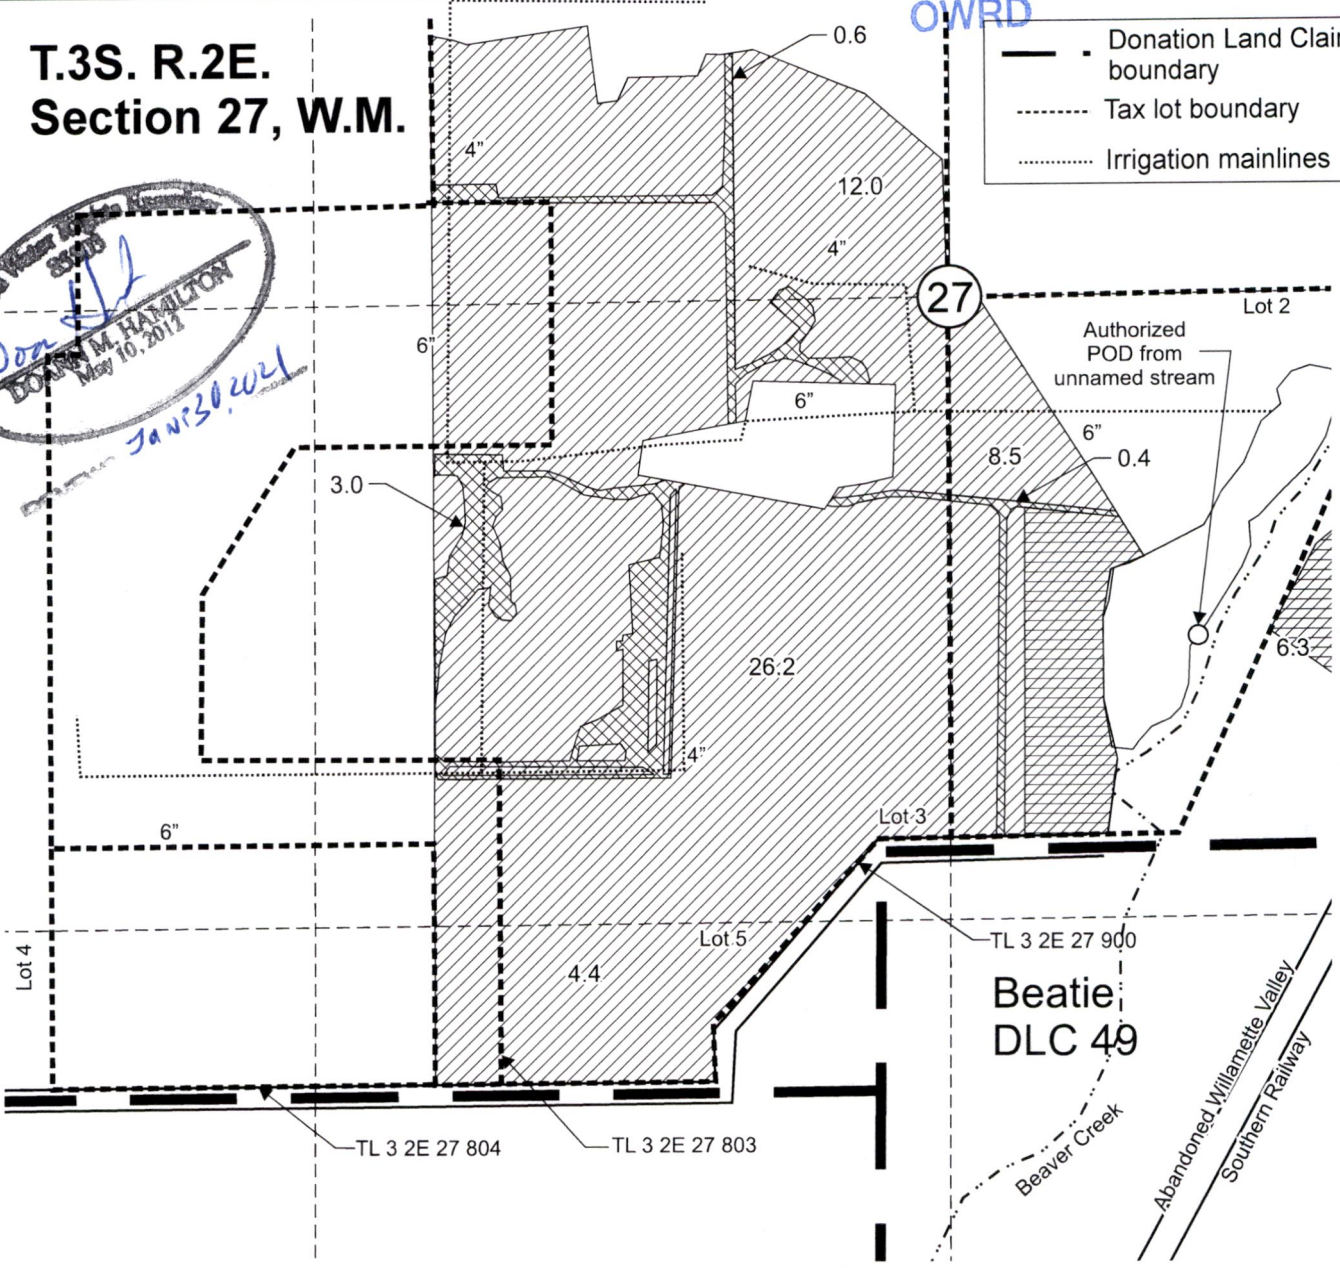 T.3S. R.2E.
Section 27, W.M.
OWRD
Donation Land Clai
boundary
Tax lot boundary
Irrigation mainlines
0.6
4"
12.0
4"
27
Lot 2
Authorized
POD from
unnamed stream
6"
6"
6"
8.5
0.4
3.0
26.2
6.3
4"
6"
Lot 3
Lot 4
Lot 5
4.4
TL 3 2E 27 900
Beatie
DLC 49
TL 3 2E 27 804
TL 3 2E 27 803
Beaver Creek
Abandoned Willamette Valley
Southern Railway
Water Rights Examiner
DOANN M. HAMILTON
May 10, 2012